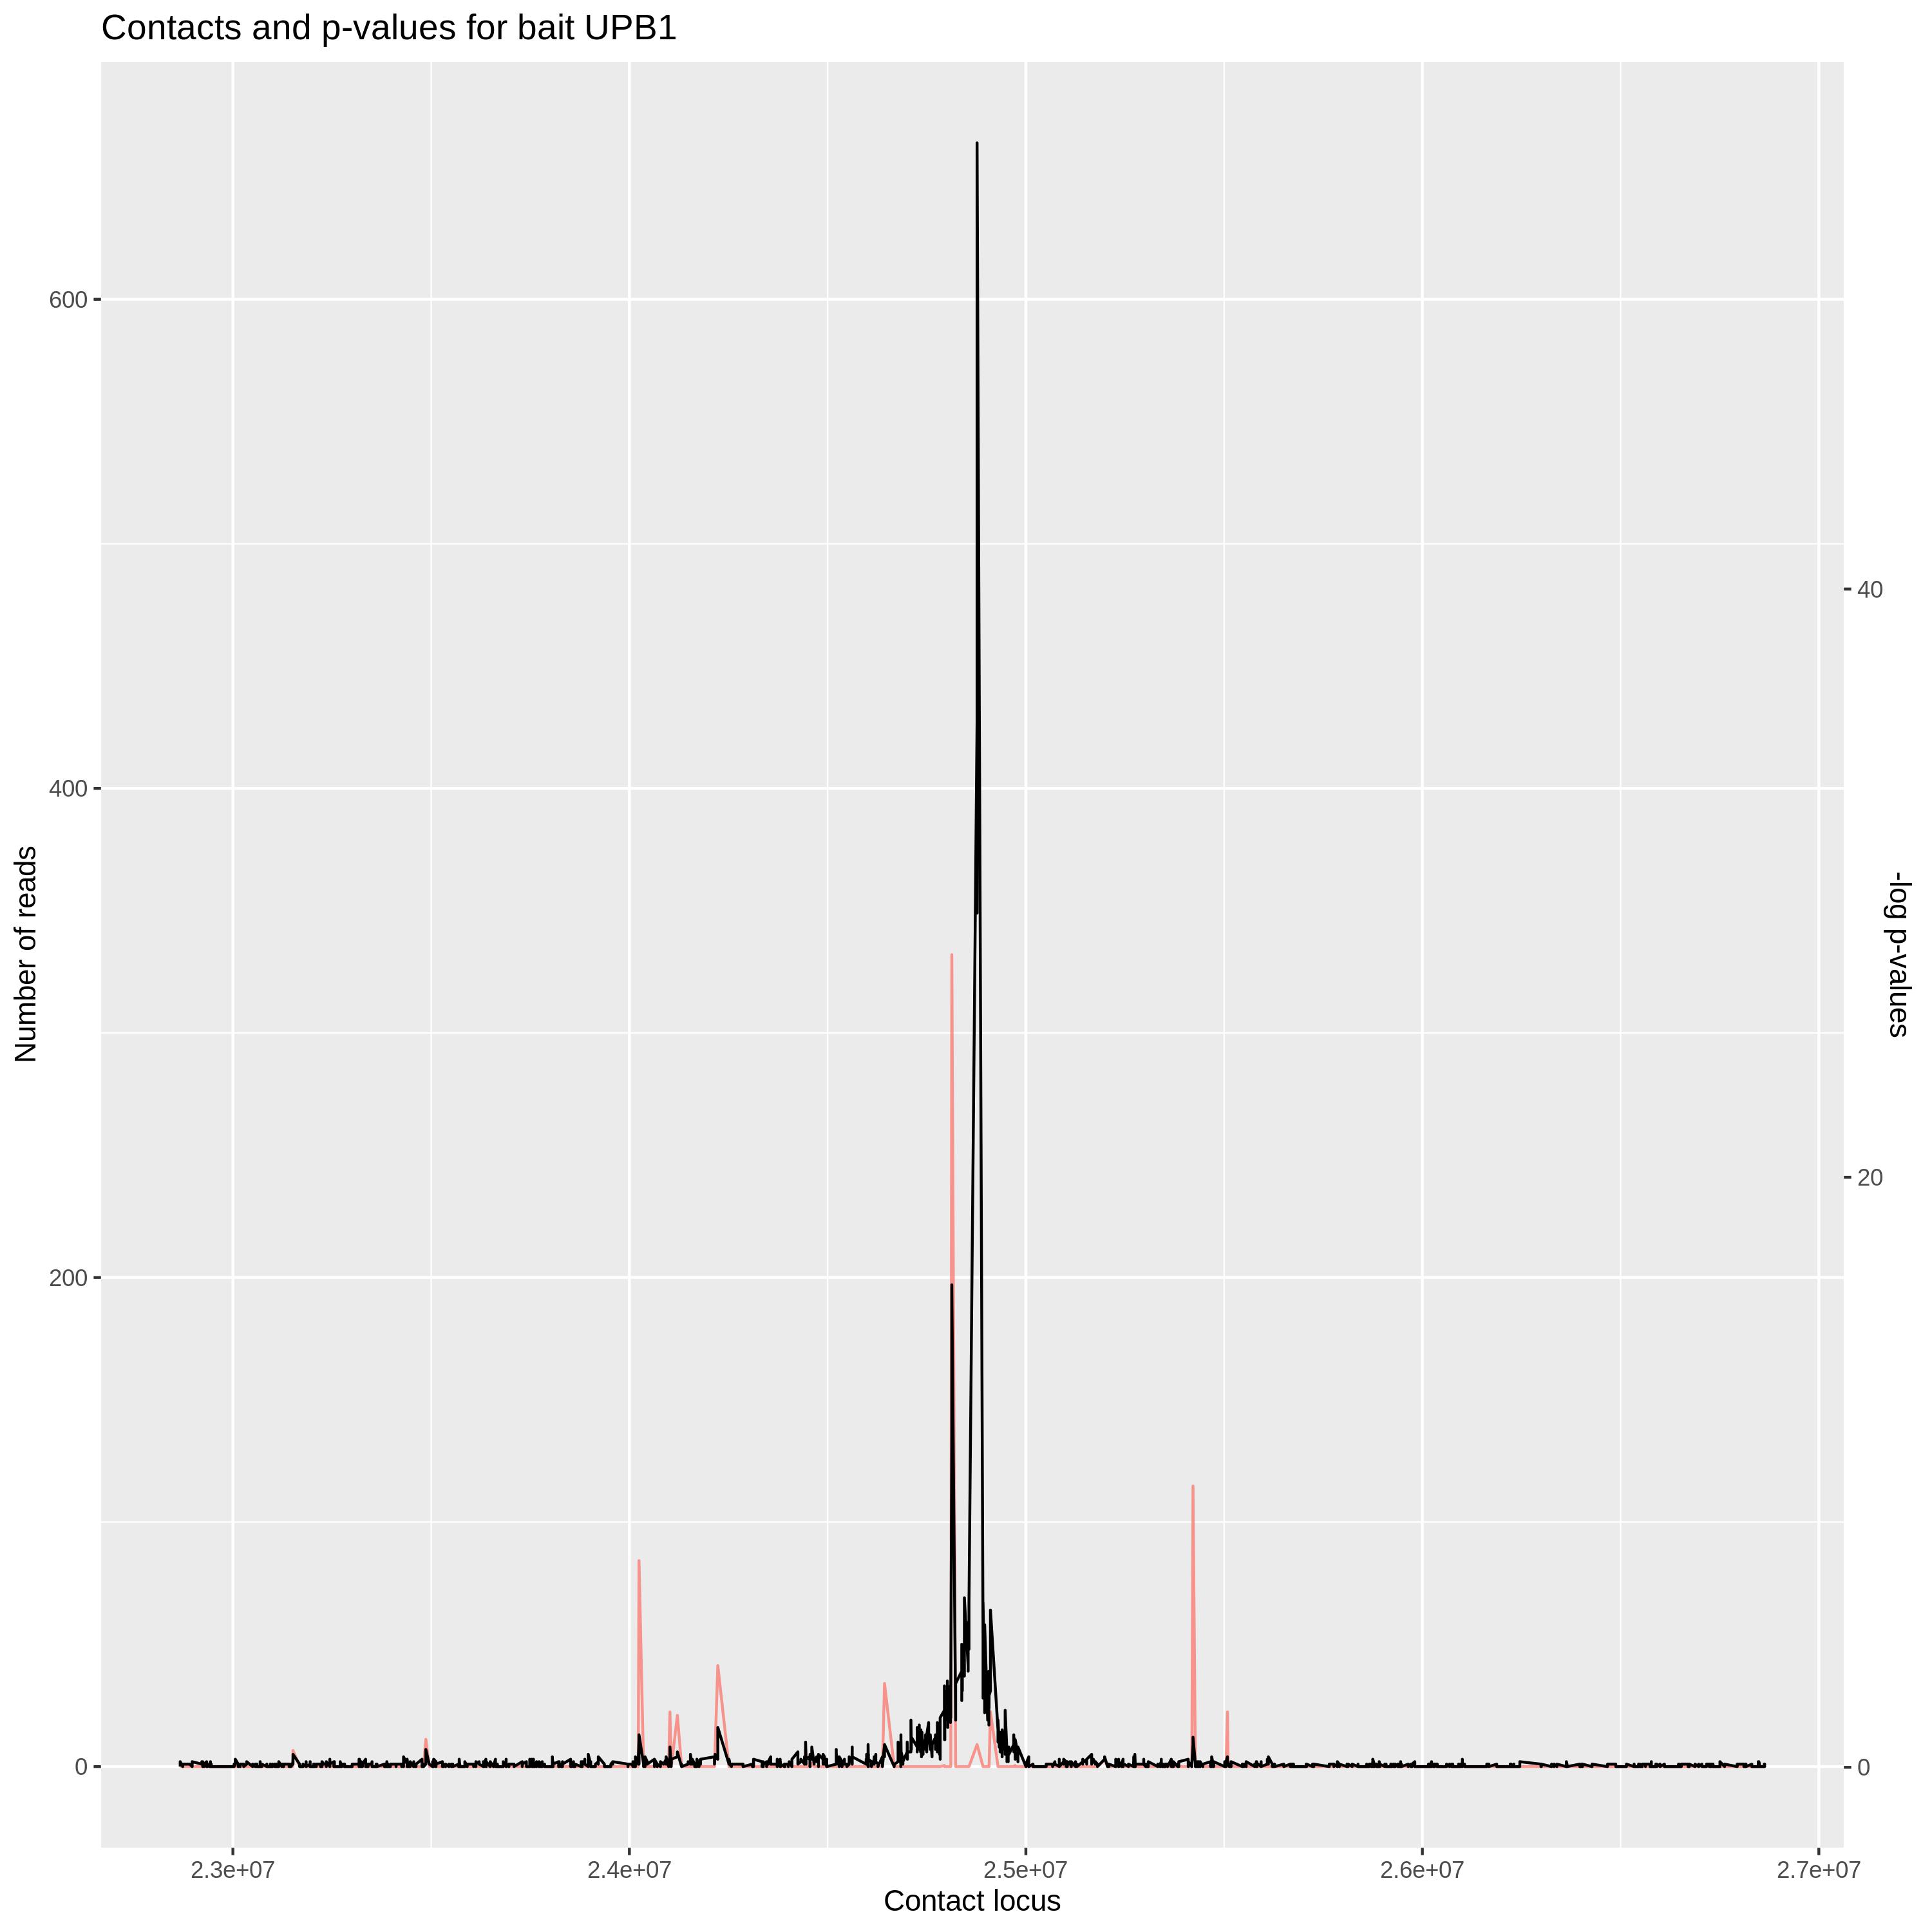 Contacts and p-values for bait UPB1
600
400
200
0
Number of reads
40
20
0
-log p-values
2.3e+07
2.4e+07
2.5e+07
2.6e+07
2.7e+07
Contact locus